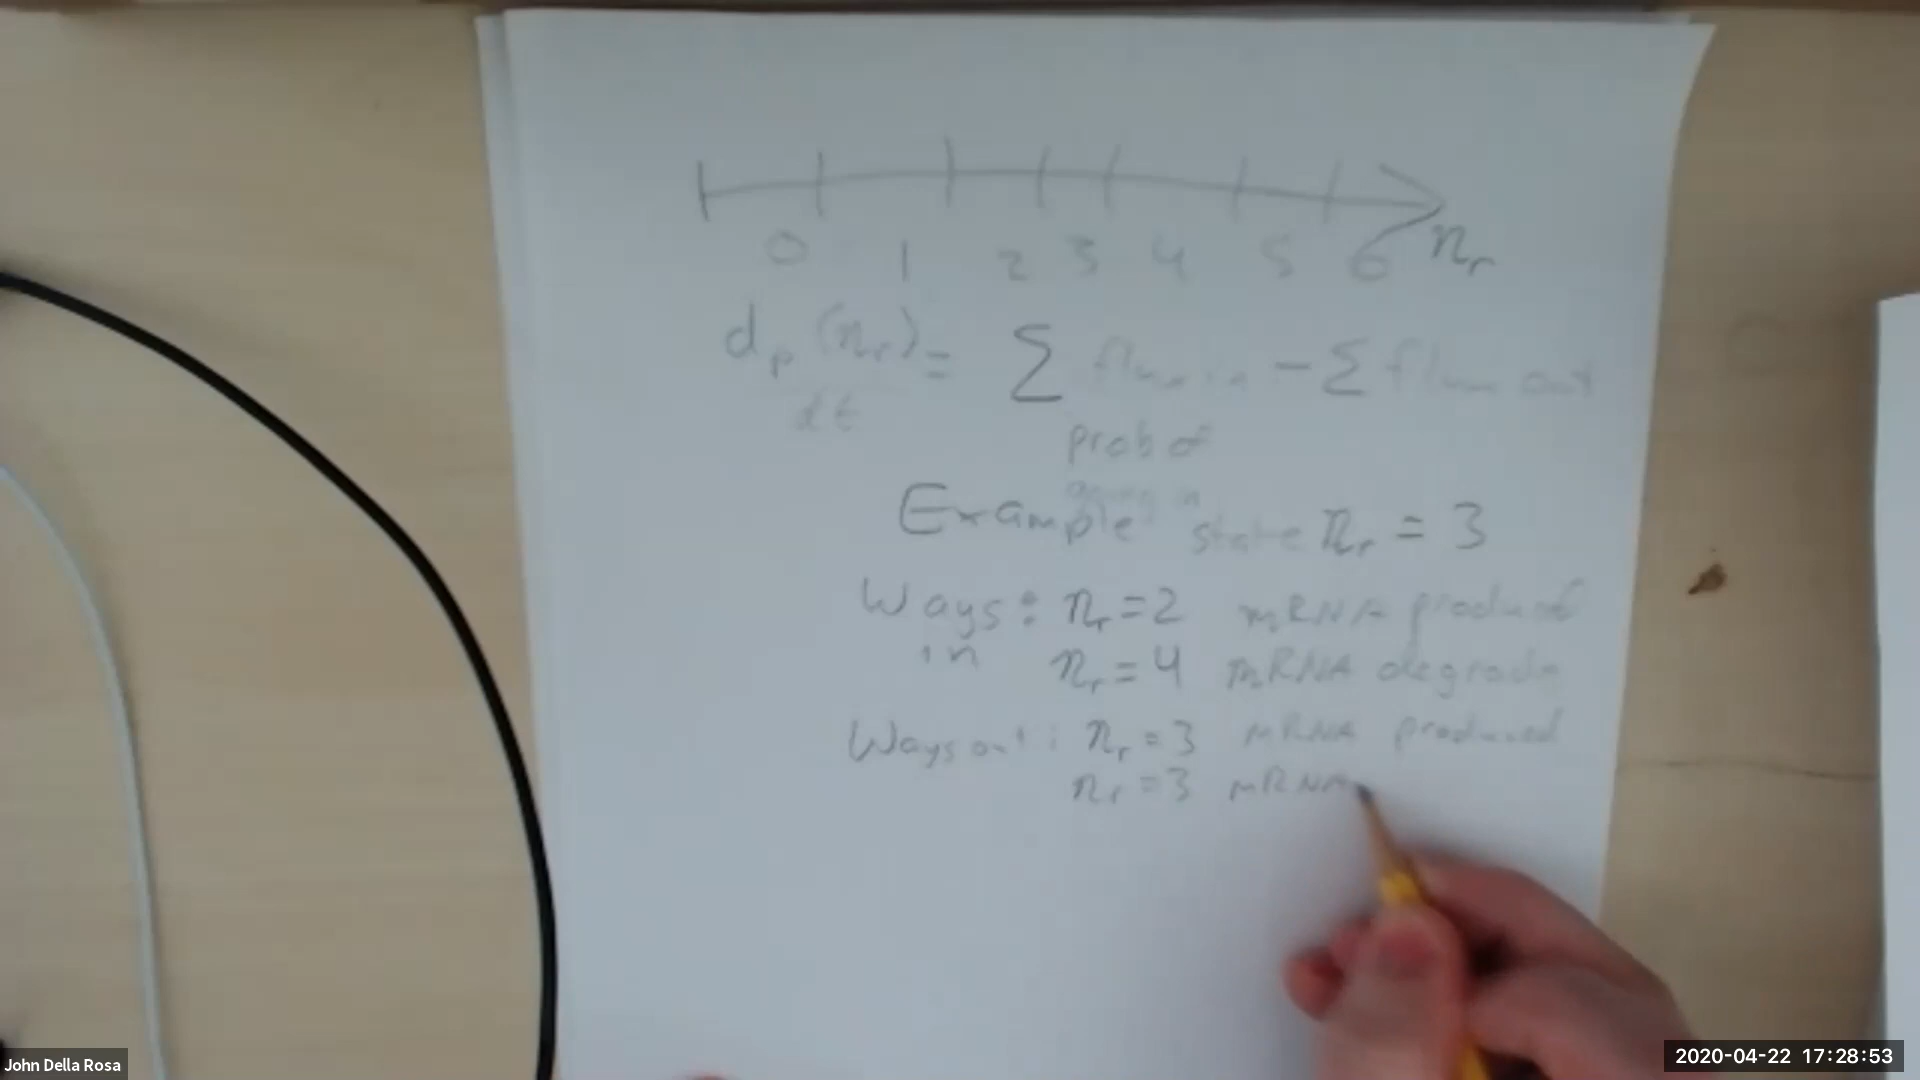 0 1 2 3 4 5 6 n_r
dp(n_r) = Σ flux in - Σ flux out
dt
prob of
going in
Example state n_r = 3
Ways: n_r=2 mRNA produced
in n_r=4 mRNA degrade
Ways out: n_r=3 mRNA produced
n_r=3 mRNA
John Della Rosa
2020-04-22 17:28:53